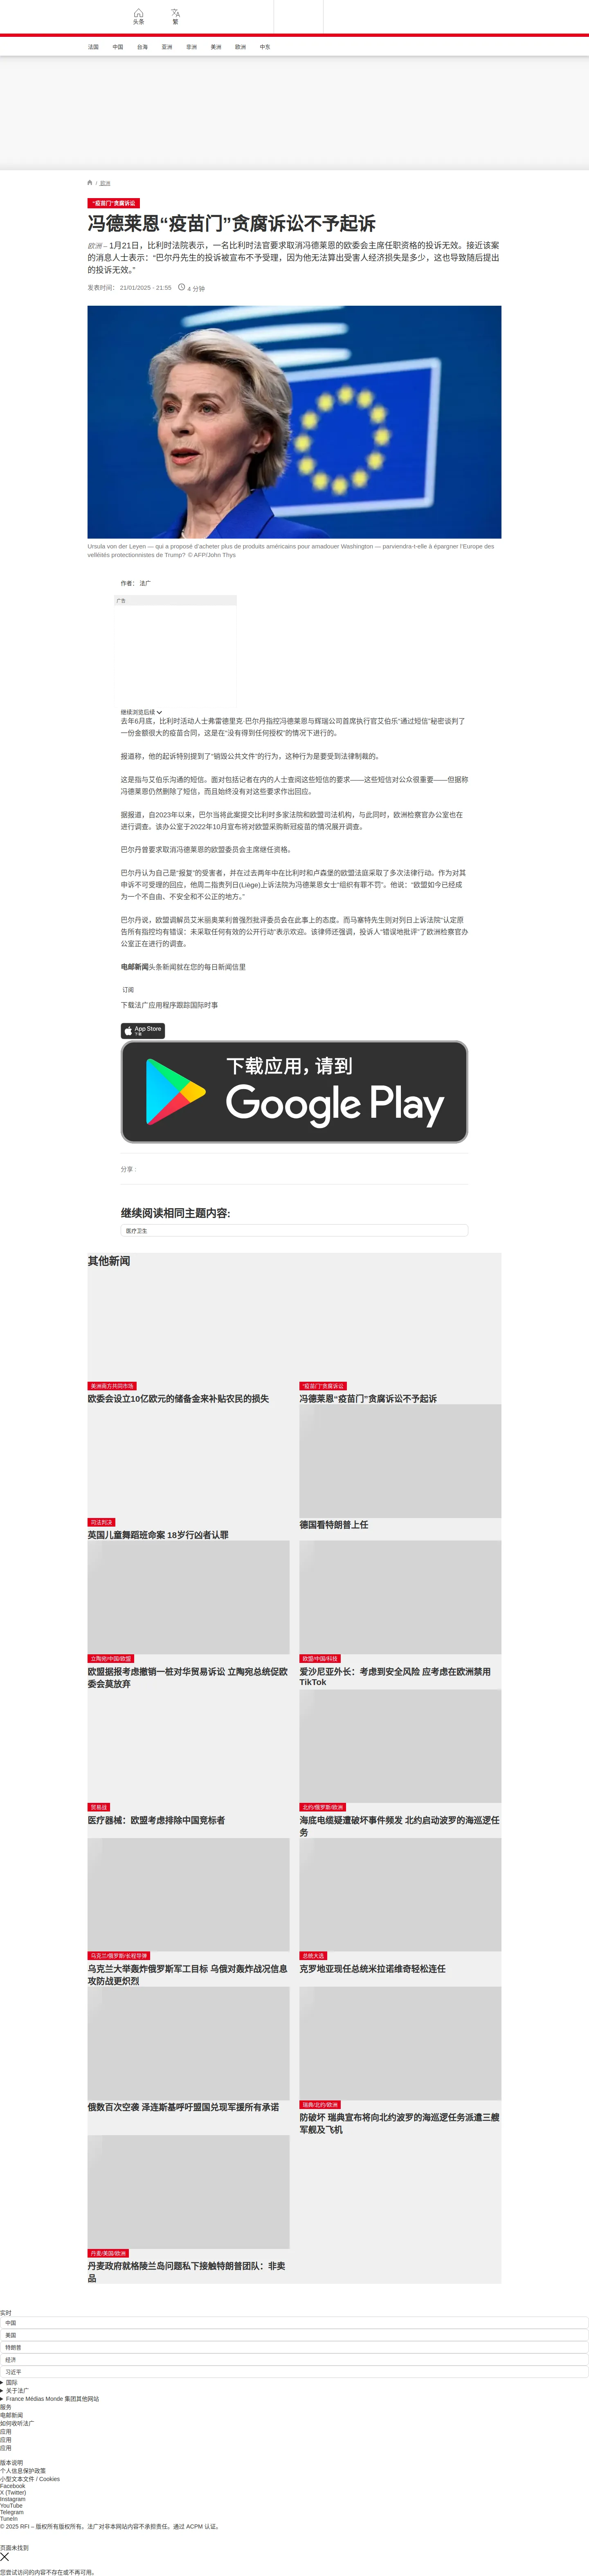 头条
繁
法国
中国
台海
亚洲
非洲
美洲
欧洲
中东
/ 欧洲
“疫苗门”贪腐诉讼
冯德莱恩“疫苗门”贪腐诉讼不予起诉
欧洲 – 1月21日，比利时法院表示，一名比利时法官要求取消冯德莱恩的欧委会主席任职资格的投诉无效。接近该案
的消息人士表示：“巴尔丹先生的投诉被宣布不予受理，因为他无法算出受害人经济损失是多少，这也导致随后提出
的投诉无效。”
发表时间： 21/01/2025 - 21:55
4 分钟
Ursula von der Leyen — qui a proposé d’acheter plus de produits américains pour amadouer Washington — parviendra-t-elle à épargner l’Europe des
velléités protectionnistes de Trump? © AFP/John Thys
作者： 法广
广告
继续浏览后续
去年6月底，比利时活动人士弗雷德里克·巴尔丹指控冯德莱恩与辉瑞公司首席执行官艾伯乐“通过短信”秘密谈判了
一份金额很大的疫苗合同，这是在“没有得到任何授权”的情况下进行的。
报道称，他的起诉特别提到了“销毁公共文件”的行为，这种行为是要受到法律制裁的。
这是指与艾伯乐沟通的短信。面对包括记者在内的人士查阅这些短信的要求——这些短信对公众很重要——但据称
冯德莱恩仍然删除了短信，而且始终没有对这些要求作出回应。
据报道，自2023年以来，巴尔当将此案提交比利时多家法院和欧盟司法机构，与此同时，欧洲检察官办公室也在
进行调查。该办公室于2022年10月宣布将对欧盟采购新冠疫苗的情况展开调查。
巴尔丹曾要求取消冯德莱恩的欧盟委员会主席继任资格。
巴尔丹认为自己是“报复”的受害者，并在过去两年中在比利时和卢森堡的欧盟法庭采取了多次法律行动。作为对其
申诉不可受理的回应，他周二指责列日(Liège)上诉法院为冯德莱恩女士“组织有罪不罚”。他说：“欧盟如今已经成
为一个不自由、不安全和不公正的地方。”
巴尔丹说，欧盟调解员艾米丽奥莱利曾强烈批评委员会在此事上的态度。而马塞特先生则对列日上诉法院“认定原
告所有指控均有错误：未采取任何有效的公开行动”表示欢迎。该律师还强调，投诉人“错误地批评”了欧洲检察官办
公室正在进行的调查。
电邮新闻头条新闻就在您的每日新闻信里
订阅
下载法广应用程序跟踪国际时事
App Store
下载
下载应用，请到
Google Play
分享 :
继续阅读相同主题内容:
医疗卫生
其他新闻
美洲南方共同市场
欧委会设立10亿欧元的储备金来补贴农民的损失
“疫苗门”贪腐诉讼
冯德莱恩“疫苗门”贪腐诉讼不予起诉
司法判决
英国儿童舞蹈班命案 18岁行凶者认罪
德国看特朗普上任
立陶宛/中国/欧盟
欧盟据报考虑撤销一桩对华贸易诉讼 立陶宛总统促欧
委会莫放弃
欧盟/中国/科技
爱沙尼亚外长：考虑到安全风险 应考虑在欧洲禁用
TikTok
贸易战
医疗器械：欧盟考虑排除中国竞标者
北约/俄罗斯/欧洲
海底电缆疑遭破坏事件频发 北约启动波罗的海巡逻任
务
乌克兰/俄罗斯/长程导弹
乌克兰大举轰炸俄罗斯军工目标 乌俄对轰炸战况信息
攻防战更炽烈
总统大选
克罗地亚现任总统米拉诺维奇轻松连任
俄数百次空袭 泽连斯基呼吁盟国兑现军援所有承诺
瑞典/北约/欧洲
防破坏 瑞典宣布将向北约波罗的海巡逻任务派遣三艘
军舰及飞机
丹麦/美国/欧洲
丹麦政府就格陵兰岛问题私下接触特朗普团队：非卖
品
实时
中国
美国
特朗普
经济
习近平
国际
关于法广
France Médias Monde 集团其他网站
服务
电邮新闻
如何收听法广
应用
应用
应用
版本说明
个人信息保护政策
小型文本文件 / Cookies
Facebook
X (Twitter)
Instagram
YouTube
Telegram
TuneIn
© 2025 RFI – 版权所有版权所有。法广对非本网站内容不承担责任。通过 ACPM 认证。
页面未找到
您尝试访问的内容不存在或不再可用。